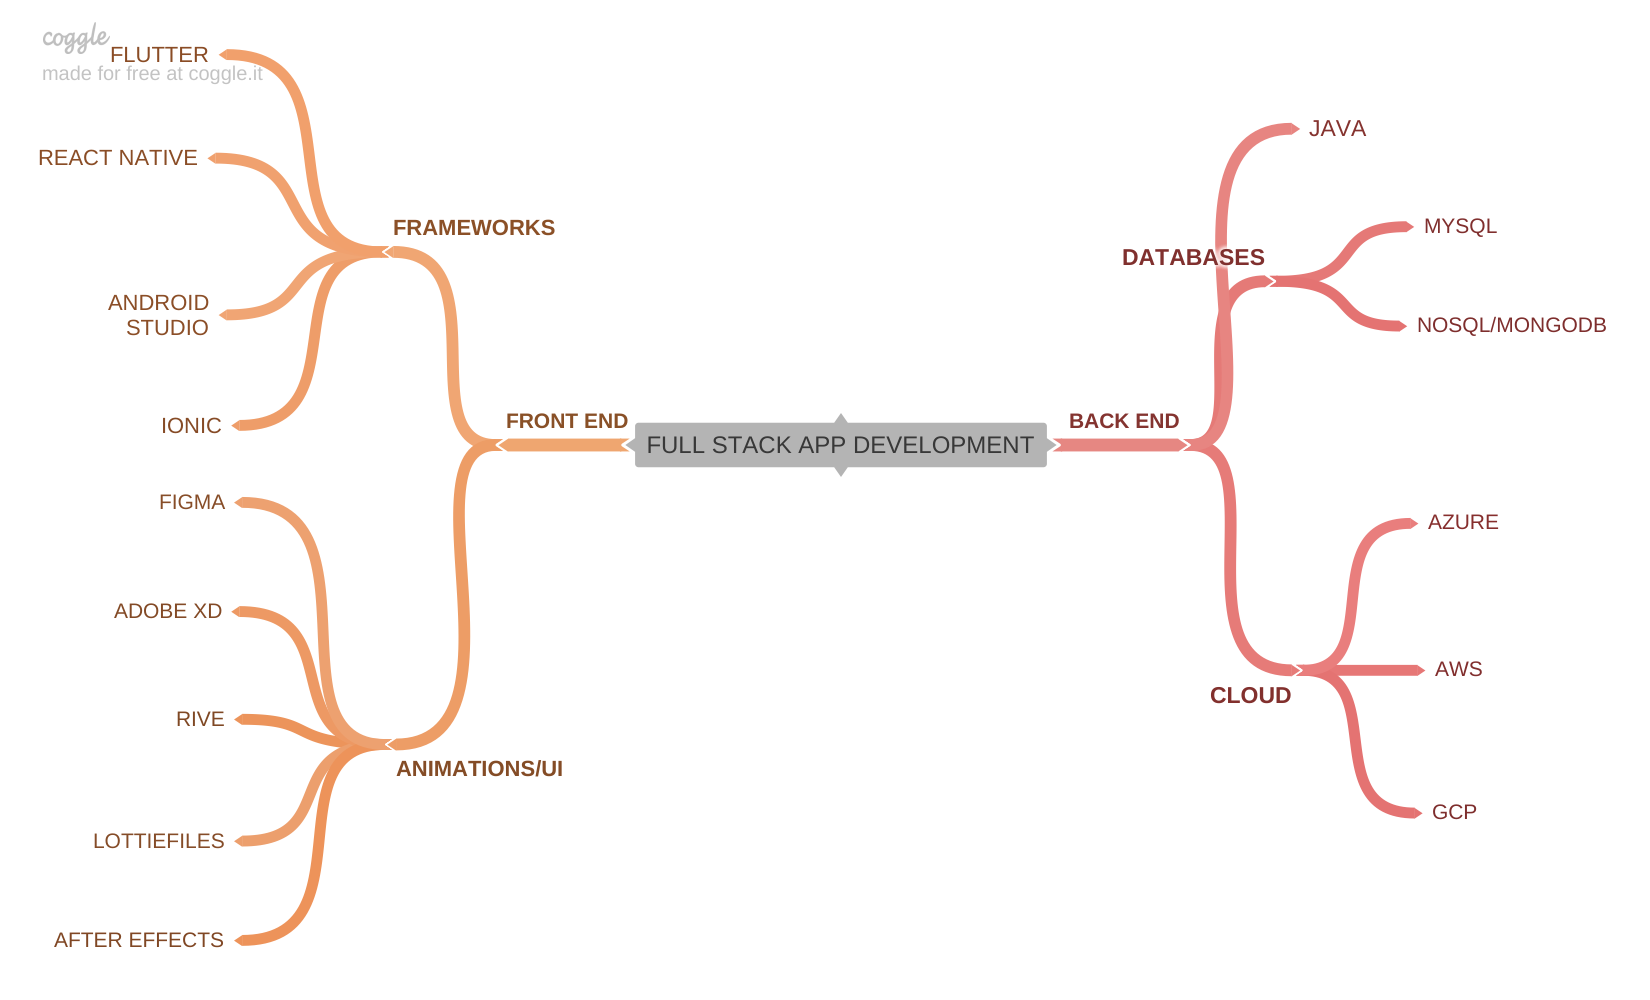 coggle
made for free at coggle.it
FLUTTER
REACT NATIVE
FRAMEWORKS
ANDROID
STUDIO
IONIC
FRONT END
FIGMA
ADOBE XD
RIVE
ANIMATIONS/UI
LOTTIEFILES
AFTER EFFECTS
FULL STACK APP DEVELOPMENT
BACK END
JAVA
DATABASES
MYSQL
NOSQL/MONGODB
AZURE
AWS
CLOUD
GCP